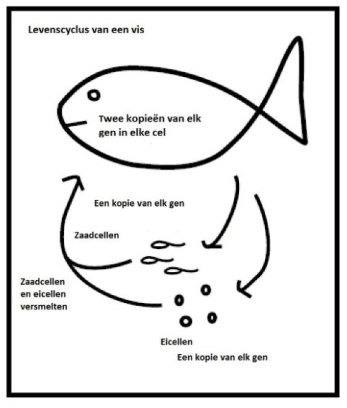 Levenscyclus van een vis
Twee kopieën van elk
gen in elke cel
Een kopie van elk gen
Zaadcellen
Zaadcellen
en eicellen
versmelten
Eicellen
Een kopie van elk gen